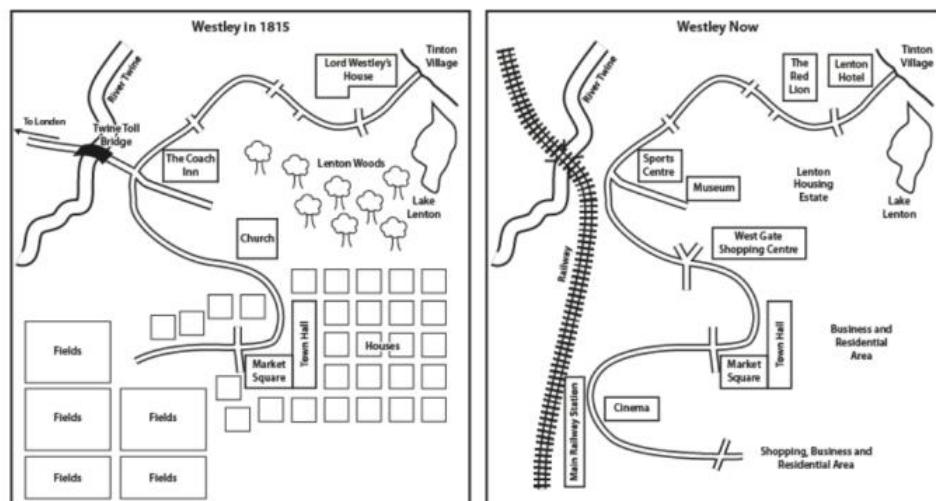 Westley in 1815
Tinton
Village
Lord Westley's
House
River Twine
To Londen
Twine Toll
Bridge
The Coach
Inn
Lenton Woods
Lake
Lenton
Church
Fields
Town Hall
Houses
Market
Square
Fields
Fields
Fields
Fields
Westley Now
Tinton
Village
The
Red
Lion
Lenton
Hotel
River Twine
Sports
Centre
Museum
Lenton
Housing
Estate
Lake
Lenton
West Gate
Shopping Centre
Railway
Town Hall
Business and
Residential
Area
Market
Square
Main Railway Station
Cinema
Shopping, Business and
Residential Area